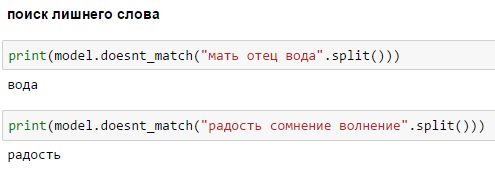 поиск лишнего слова
print(model.doesnt_match("мать отец вода".split()))
вода
print(model.doesnt_match("радость сомнение волнение".split()))
радость